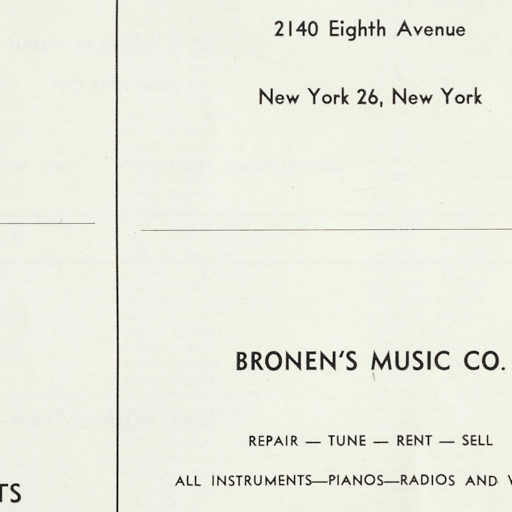 2140 Eighth Avenue
New York 26, New York
BRONEN'S MUSIC CO.
REPAIR — TUNE — RENT — SELL
ALL INSTRUMENTS—PIANOS—RADIOS AND
TS